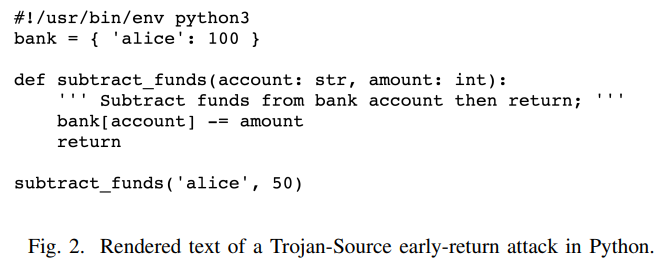 #!/usr/bin/env python3
bank = { 'alice': 100 }

def subtract_funds(account: str, amount: int):
    ''' Subtract funds from bank account then return; '''
    bank[account] -= amount
    return

subtract_funds('alice', 50)

Fig. 2. Rendered text of a Trojan-Source early-return attack in Python.